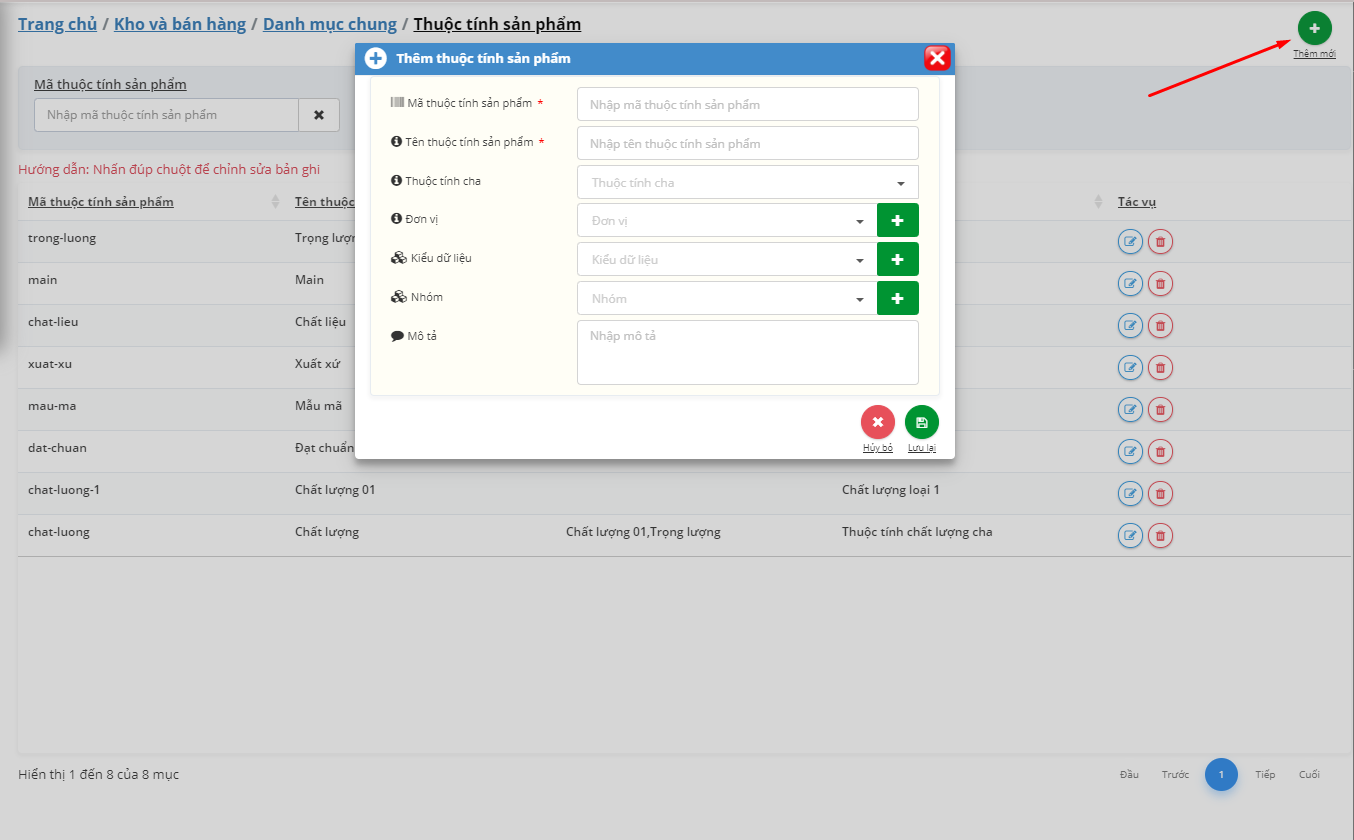 Trang chủ / Kho và bán hàng / Danh mục chung / Thuộc tính sản phẩm
Thêm mới
Mã thuộc tính sản phẩm
Nhập mã thuộc tính sản phẩm
Hướng dẫn: Nhấn đúp chuột để chỉnh sửa bản ghi
Thêm thuộc tính sản phẩm
Mã thuộc tính sản phẩm * Nhập mã thuộc tính sản phẩm
Tên thuộc tính sản phẩm * Nhập tên thuộc tính sản phẩm
Thuộc tính cha Thuộc tính cha
Đơn vị Đơn vị
Kiểu dữ liệu Kiểu dữ liệu
Nhóm Nhóm
Mô tả Nhập mô tả
Hủy bỏ Lưu lại
Mã thuộc tính sản phẩm Tên thuộc Tác vụ
trong-luong Trọng lượn
main Main
chat-lieu Chất liệu
xuat-xu Xuất xứ
mau-ma Mẫu mã
dat-chuan Đạt chuẩn
chat-luong-1 Chất lượng 01 Chất lượng loại 1
chat-luong Chất lượng Chất lượng 01,Trọng lượng Thuộc tính chất lượng cha
Hiển thị 1 đến 8 của 8 mục
Đầu Trước 1 Tiếp Cuối